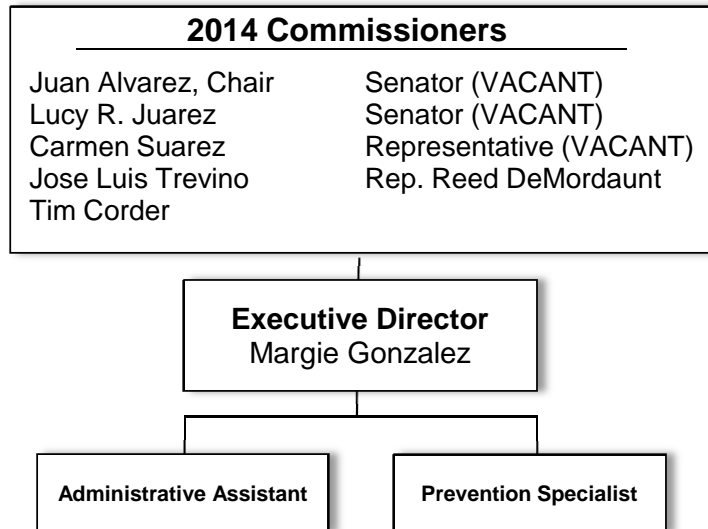 2014 Commissioners
Juan Alvarez, Chair
Lucy R. Juarez
Carmen Suarez
Jose Luis Trevino
Tim Corder
Senator (VACANT)
Senator (VACANT)
Representative (VACANT)
Rep. Reed DeMordaunt
Executive Director
Margie Gonzalez
Administrative Assistant
Prevention Specialist